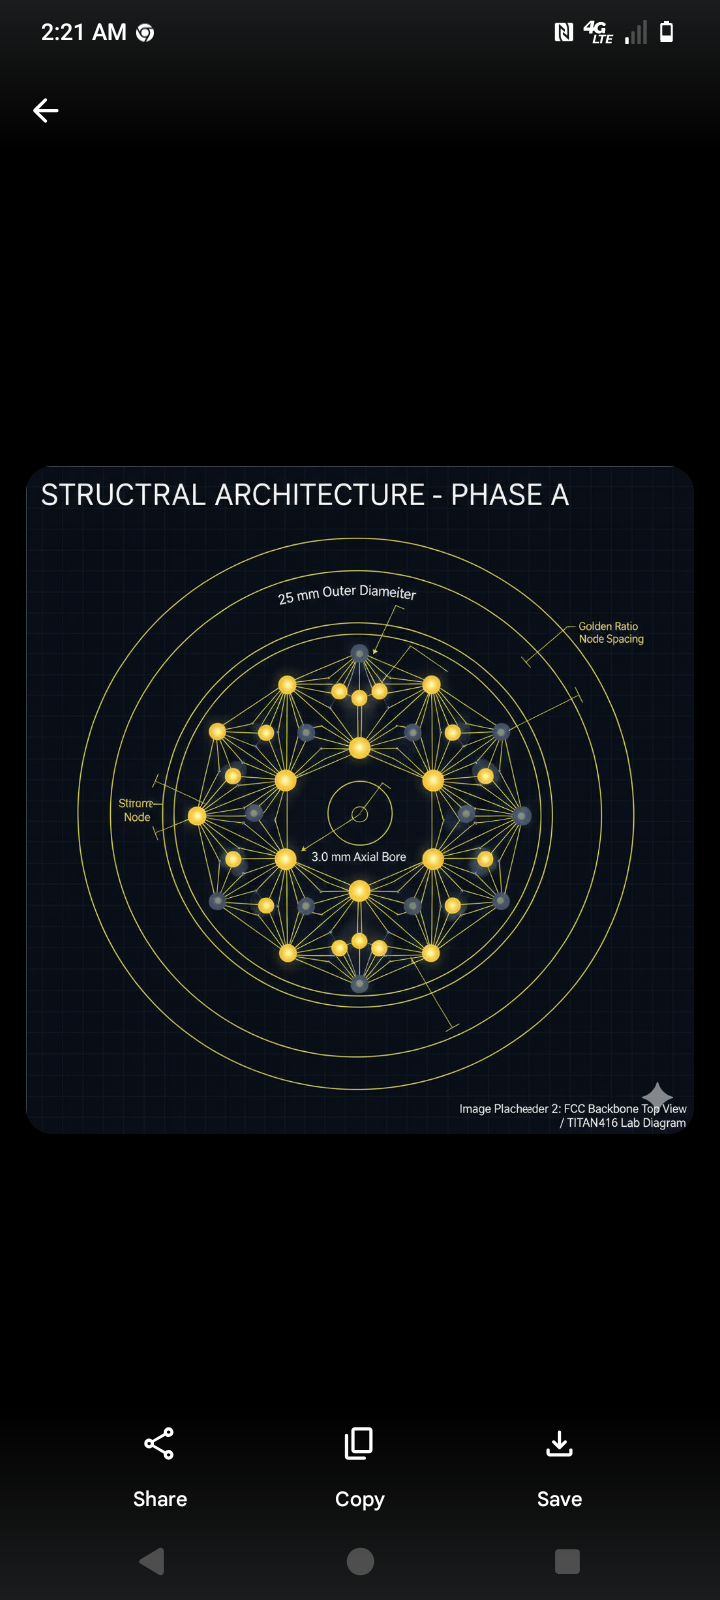 2:21 AM
4G
LTE
STRUCTRAL ARCHITECTURE - PHASE A
25 mm Outer Diameiter
Golden Ratio
Node Spacing
Node
3.0 mm Axial Bore
Image Placheeder 2: FCC Backbone Top View
/ TITAN416 Lab Diagram
Share
Copy
Save